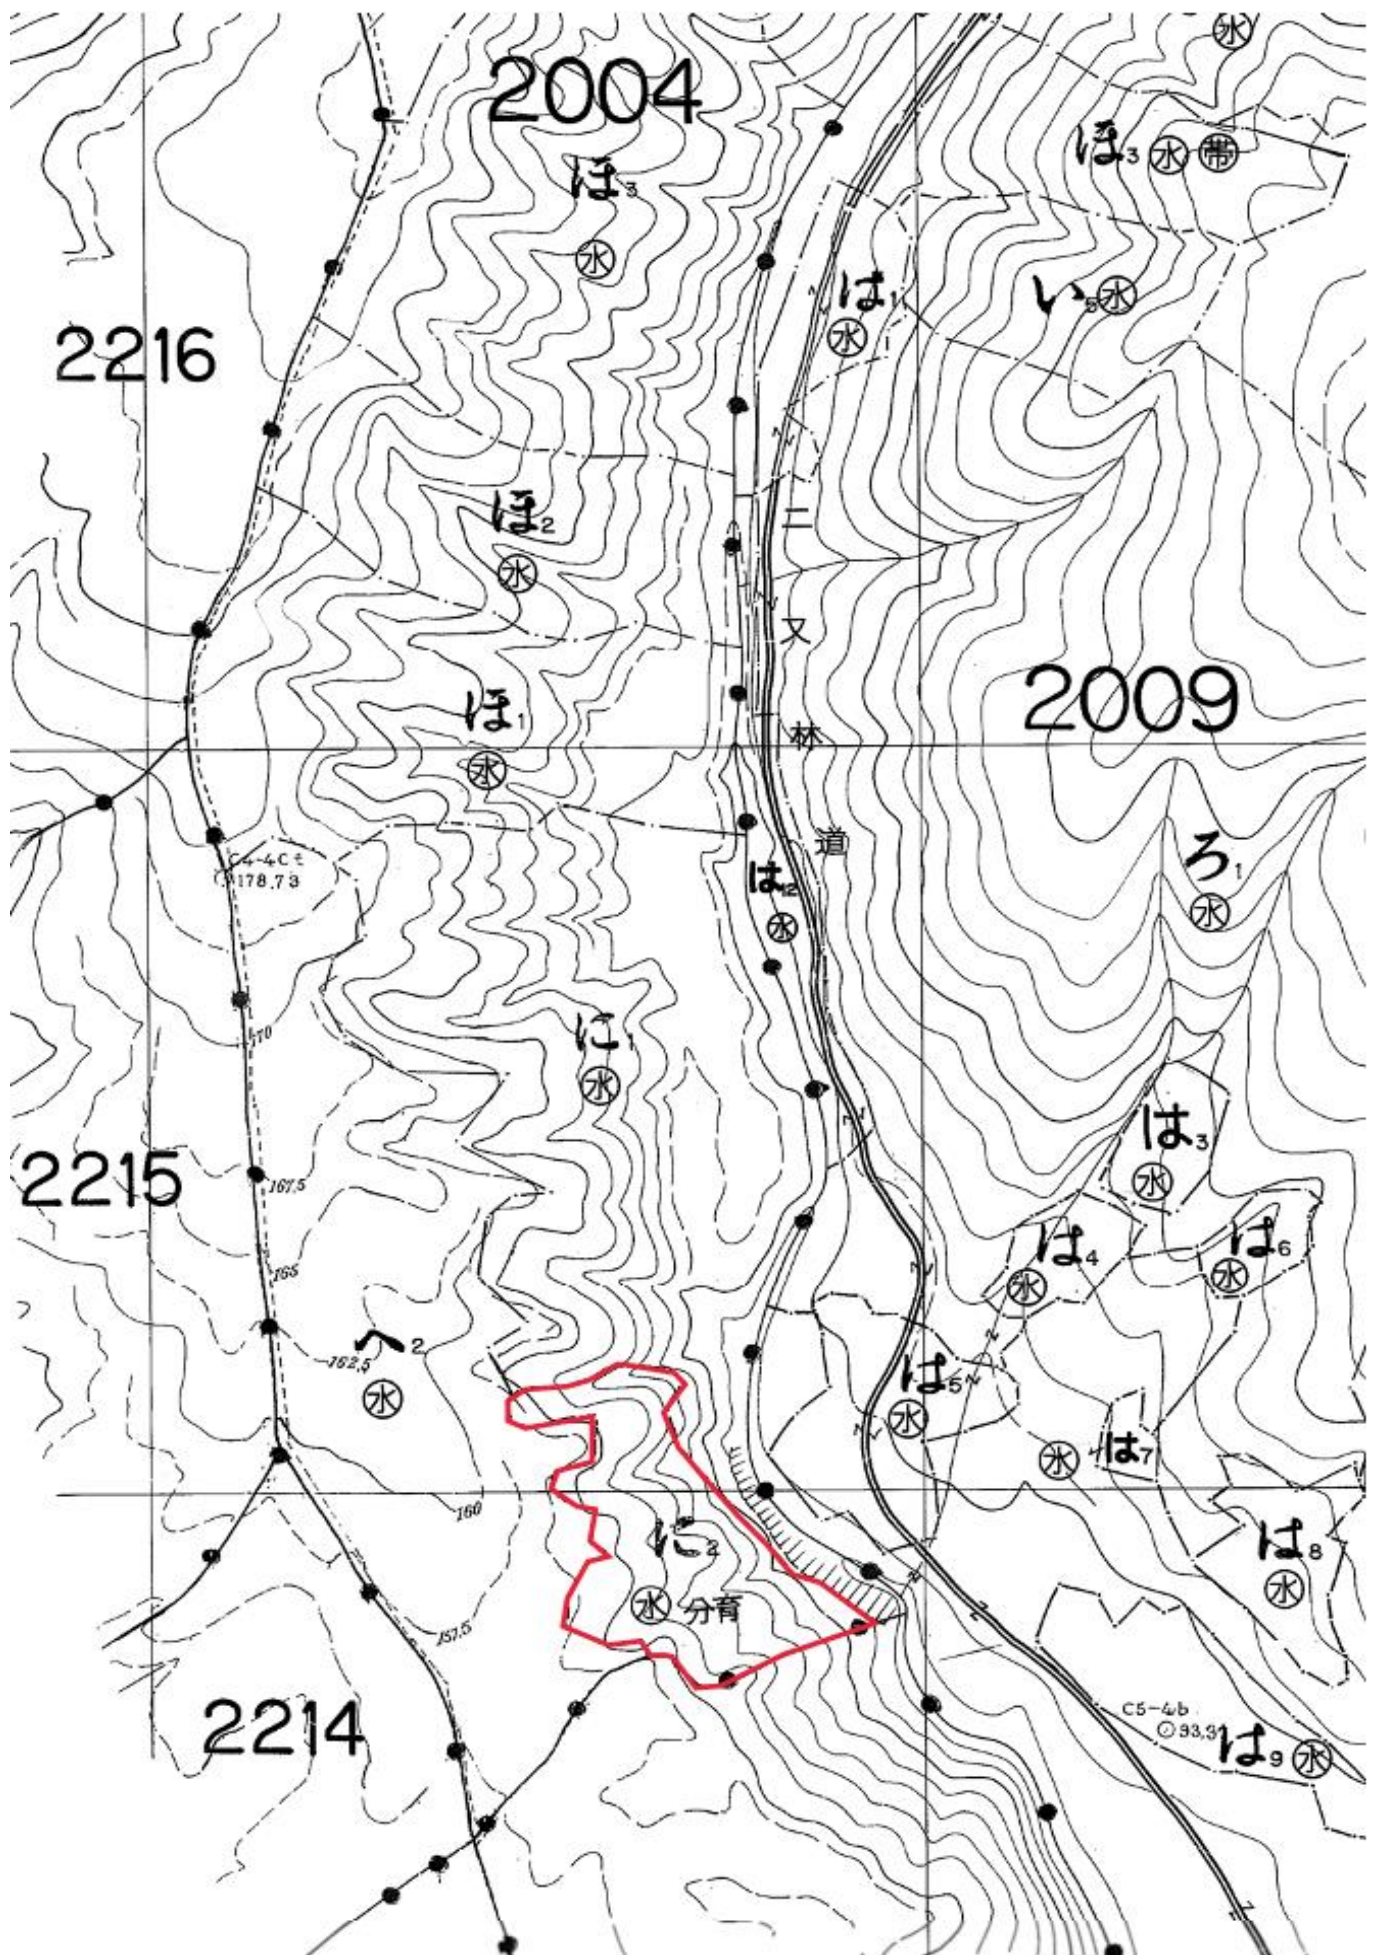 水
2004
ほ3 水 帯
ほ3
水
い5 水
は1
水
2216
ほ2
水
二又林道
2009
ほ1
水
C4-4Cモ
178.73
は12
水
ろ1
水
に1
水
170
は3
水
2215
167.5
は4
水
は6
水
165
へ2
162.5
水
は5
水
は7
水
160
に2
水 分育
は8
水
157.5
2214
C5-4b
93.3
は9 水